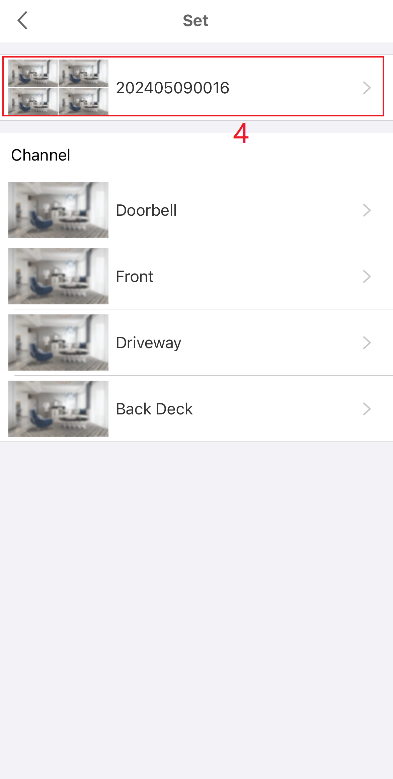 Set
202405090016
4
Channel
Doorbell
Front
Driveway
Back Deck